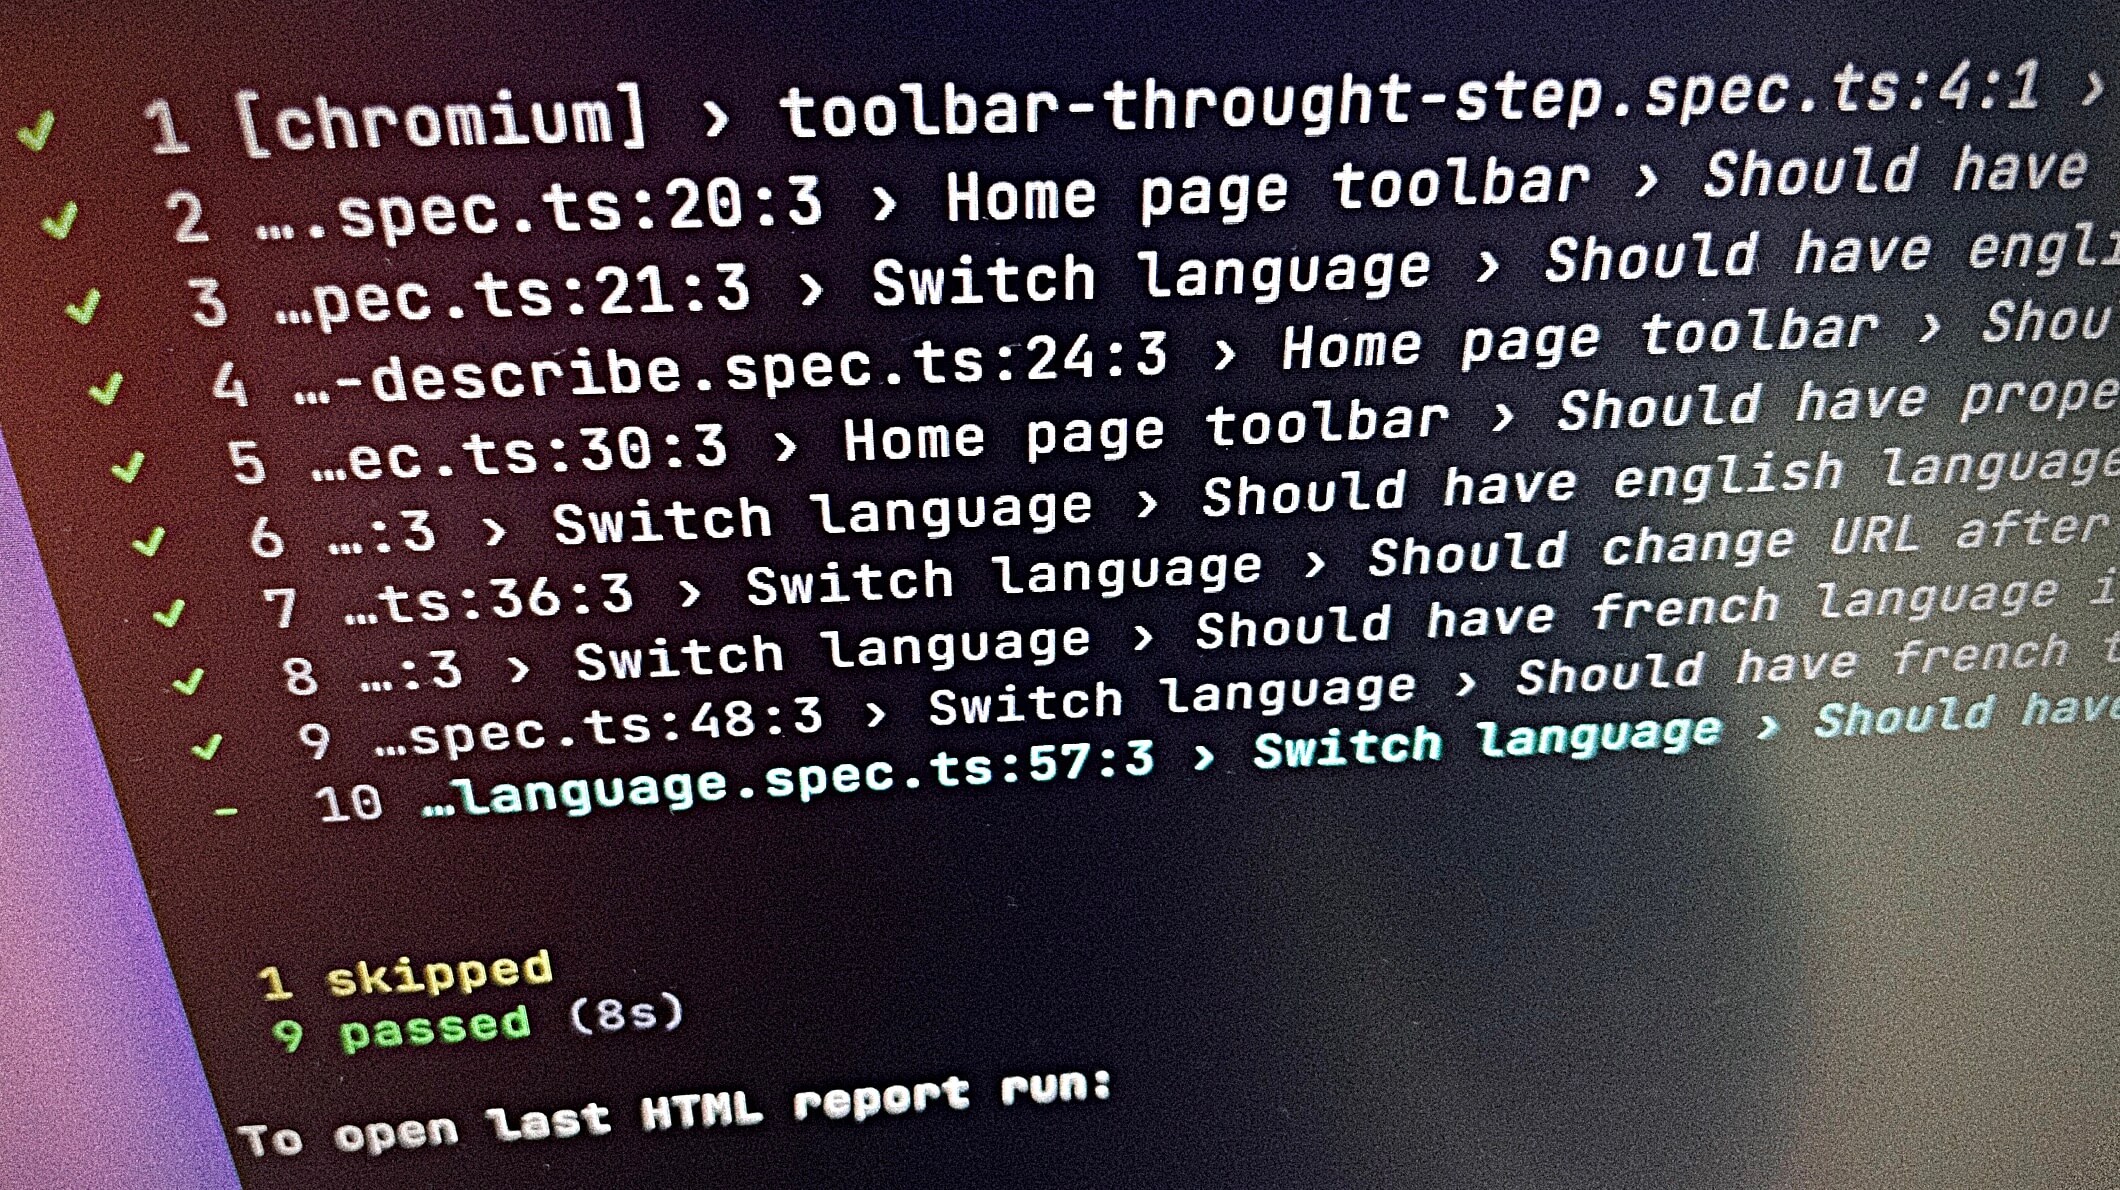 ✓ 1 [chromium] › toolbar-throught-step.spec.ts:4:1 ›
✓ 2 ….spec.ts:20:3 › Home page toolbar › Should have
✓ 3 …pec.ts:21:3 › Switch language › Should have engli
✓ 4 …-describe.spec.ts:24:3 › Home page toolbar › Shou
✓ 5 …ec.ts:30:3 › Home page toolbar › Should have prope
✓ 6 …:3 › Switch language › Should have english language
✓ 7 …ts:36:3 › Switch language › Should change URL after
✓ 8 …:3 › Switch language › Should have french language i
✓ 9 …spec.ts:48:3 › Switch language › Should have french t
- 10 …language.spec.ts:57:3 › Switch language › Should have
1 skipped
9 passed (8s)
To open last HTML report run: